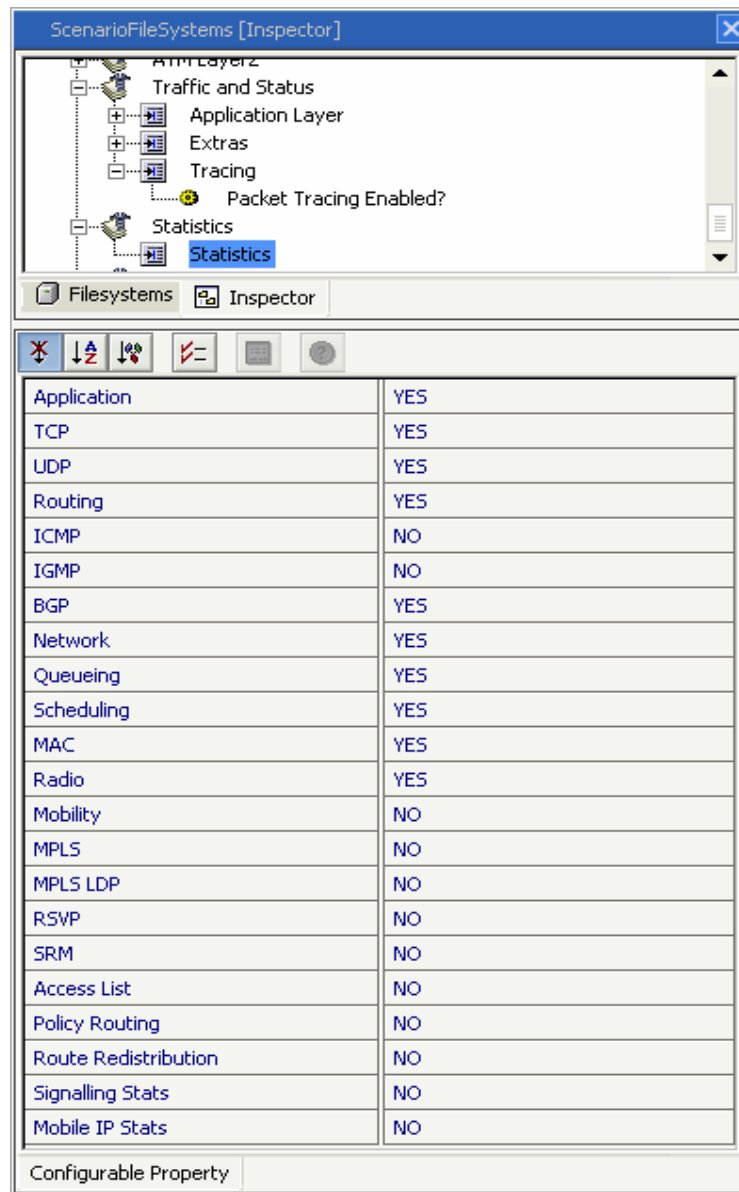 ScenarioFileSystems [Inspector]
ATM Layer2
Traffic and Status
Application Layer
Extras
Tracing
Packet Tracing Enabled?
Statistics
Statistics
Filesystems Inspector
Application YES
TCP YES
UDP YES
Routing YES
ICMP NO
IGMP NO
BGP YES
Network YES
Queueing YES
Scheduling YES
MAC YES
Radio YES
Mobility NO
MPLS NO
MPLS LDP NO
RSVP NO
SRM NO
Access List NO
Policy Routing NO
Route Redistribution NO
Signalling Stats NO
Mobile IP Stats NO
Configurable Property